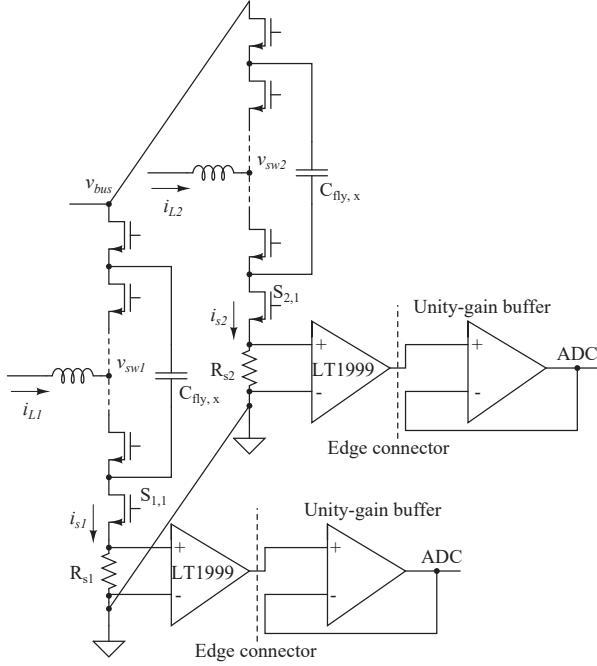 v_sw2
C_fly, x
i_L2
v_bus
S_2,1
i_s2
Unity-gain buffer
+
+
ADC
R_s2
LT1999
-
-
v_sw1
C_fly, x
i_L1
Edge connector
S_1,1
i_s1
Unity-gain buffer
+
+
ADC
R_s1
LT1999
-
-
Edge connector